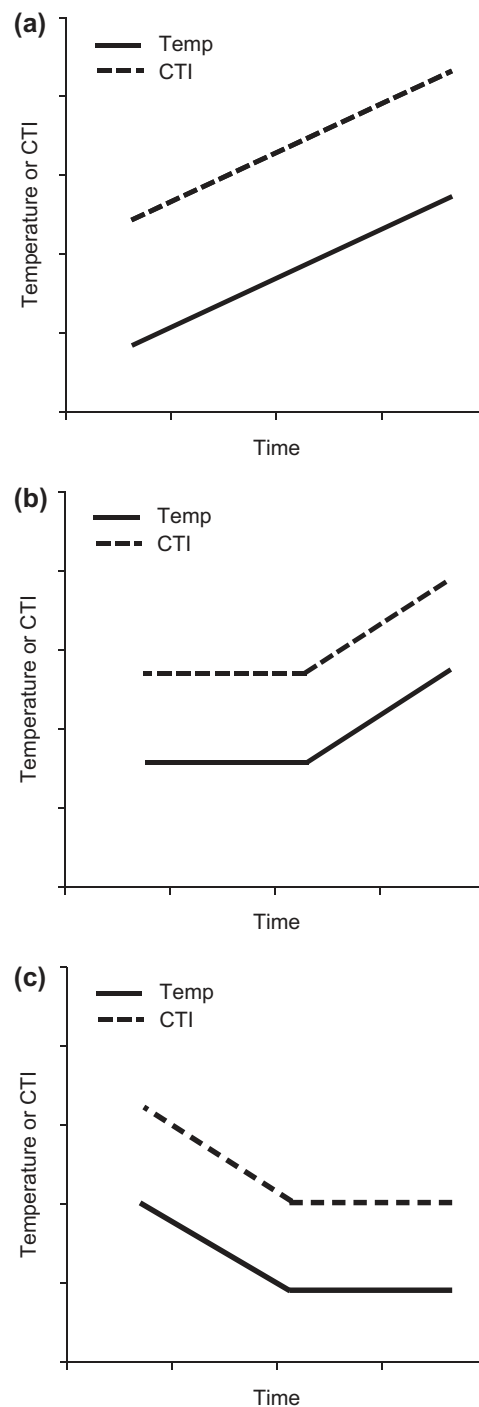 (a)
Temp
CTI
Temperature or CTI
Time
(b)
Temp
CTI
Temperature or CTI
Time
(c)
Temp
CTI
Temperature or CTI
Time